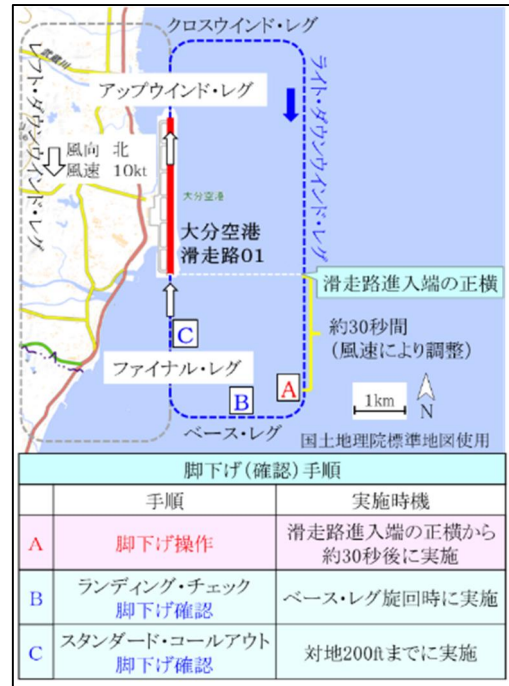 クロスウインド・レグ
武蔵川
アップウインド・レグ
レフト・ダウンウインド・レグ
ライト・ダウンウインド・レグ
風向 北
風速 10kt
大分空港
大分空港
滑走路01
滑走路進入端の正横
約30秒間
(風速により調整)
C
ファイナル・レグ
B
A
ベース・レグ
1km
N
国土地理院標準地図使用
脚下げ(確認)手順
手順 実施時機
A 脚下げ操作 滑走路進入端の正横から
約30秒後に実施
B ランディング・チェック
脚下げ確認 ベース・レグ旋回時に実施
C スタンダード・コールアウト
脚下げ確認 対地200ftまでに実施